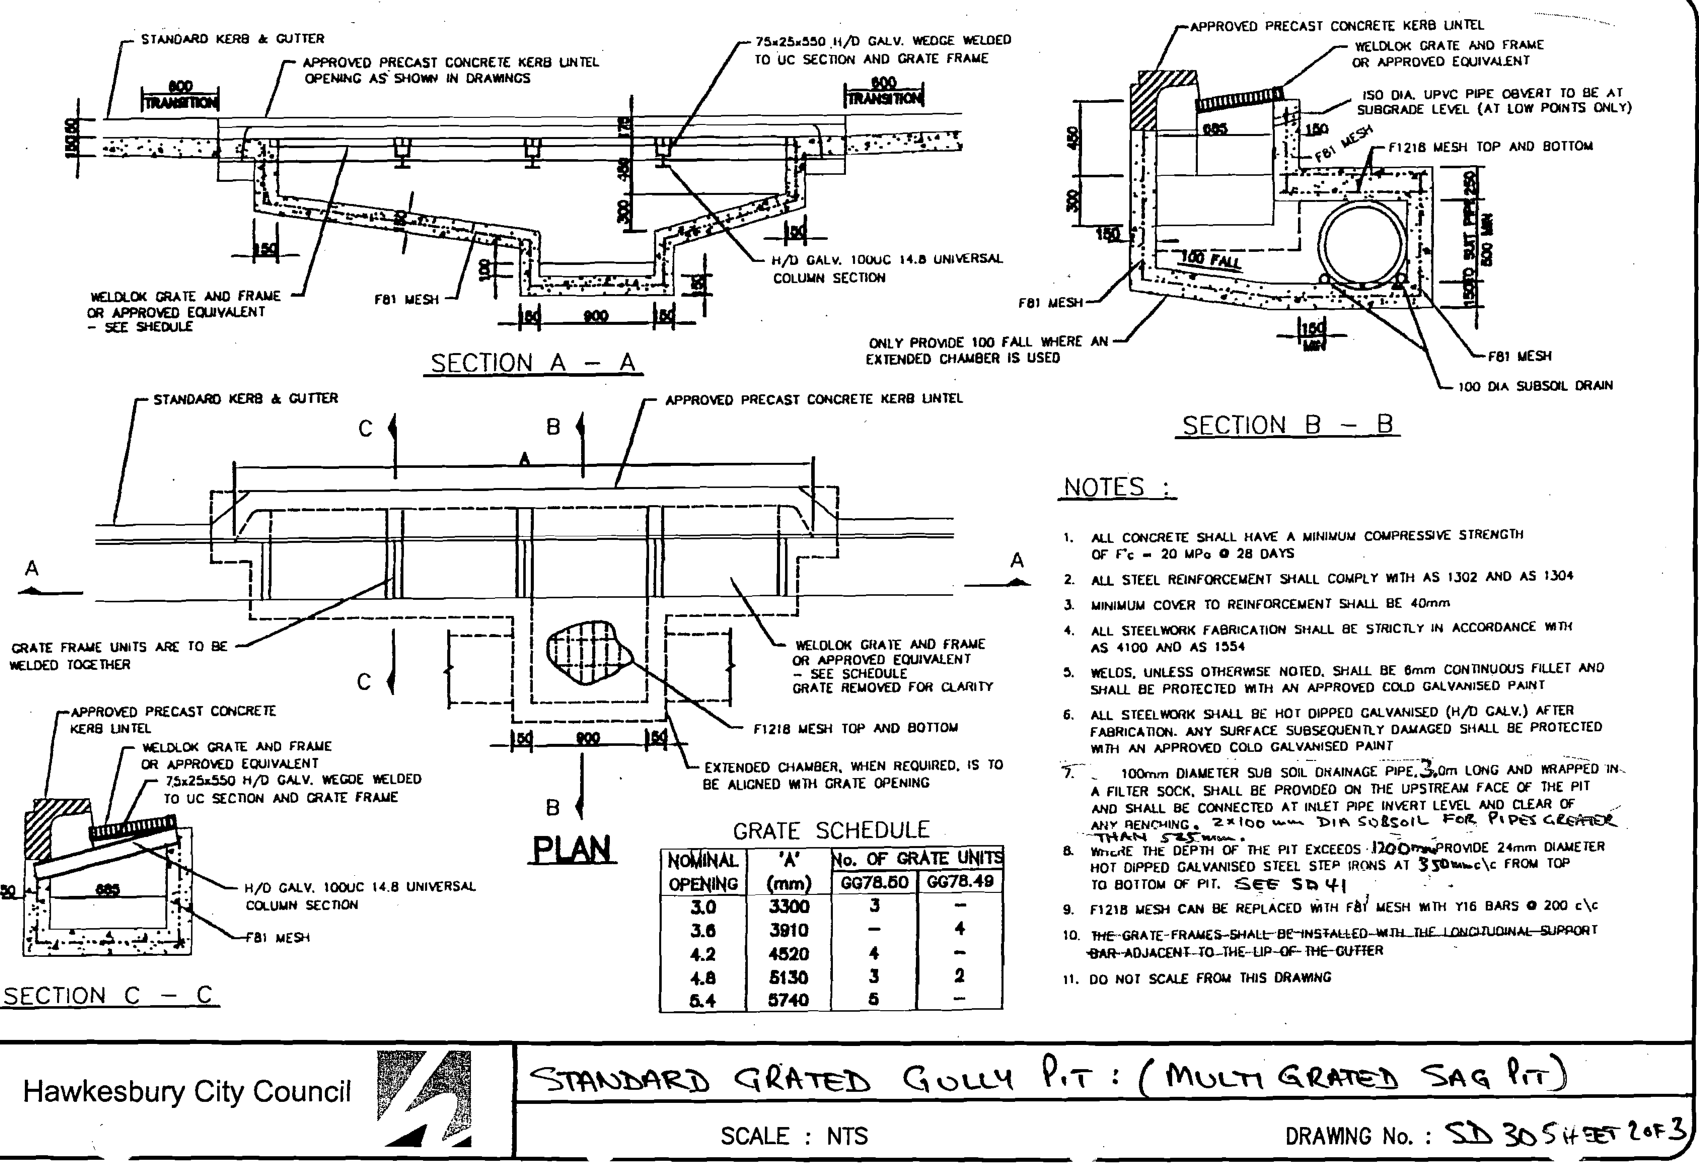 STANDARD KERB & GUTTER
APPROVED PRECAST CONCRETE KERB LINTEL
OPENING AS SHOWN IN DRAWINGS
75x25x550 H/D GALV. WEDGE WELDED
TO UC SECTION AND GRATE FRAME
600
TRANSITION
600
TRANSITION
150
50
175
450
300
150
150
100
150
150
150
900
150
H/D GALV. 100UC 14.8 UNIVERSAL
COLUMN SECTION
WELDLOK GRATE AND FRAME
OR APPROVED EQUIVALENT
- SEE SHEDULE
F81 MESH
SECTION A - A
APPROVED PRECAST CONCRETE KERB LINTEL
WELDLOK GRATE AND FRAME
OR APPROVED EQUIVALENT
ISO DIA. UPVC PIPE OBVERT TO BE AT
SUBGRADE LEVEL (AT LOW POINTS ONLY)
450
685
150
F81 MESH
F1218 MESH TOP AND BOTTOM
300
150
250
TO SUIT PIPE
600 MIN
150
100 FALL
F81 MESH
150
MIN
ONLY PROVIDE 100 FALL WHERE AN
EXTENDED CHAMBER IS USED
F81 MESH
100 DIA SUBSOIL DRAIN
SECTION B - B
STANDARD KERB & GUTTER
APPROVED PRECAST CONCRETE KERB LINTEL
C
B
A
A
A
GRATE FRAME UNITS ARE TO BE
WELDED TOGETHER
C
WELDLOK GRATE AND FRAME
OR APPROVED EQUIVALENT
- SEE SCHEDULE
GRATE REMOVED FOR CLARITY
F1218 MESH TOP AND BOTTOM
150
900
150
EXTENDED CHAMBER, WHEN REQUIRED, IS TO
BE ALIGNED WITH GRATE OPENING
B
PLAN
APPROVED PRECAST CONCRETE
KERB LINTEL
WELDLOK GRATE AND FRAME
OR APPROVED EQUIVALENT
75x25x550 H/D GALV. WEGDE WELDED
TO UC SECTION AND GRATE FRAME
50
685
H/D GALV. 100UC 14.8 UNIVERSAL
COLUMN SECTION
F81 MESH
SECTION C - C
GRATE SCHEDULE
NOMINAL OPENING 'A' (mm) No. OF GRATE UNITS
GG78.50 GG78.49
3.0 3300 3 -
3.6 3910 - 4
4.2 4520 4 -
4.8 5130 3 2
5.4 5740 5 -
NOTES :
1. ALL CONCRETE SHALL HAVE A MINIMUM COMPRESSIVE STRENGTH
OF F'c = 20 MPa @ 28 DAYS
2. ALL STEEL REINFORCEMENT SHALL COMPLY WITH AS 1302 AND AS 1304
3. MINIMUM COVER TO REINFORCEMENT SHALL BE 40mm
4. ALL STEELWORK FABRICATION SHALL BE STRICTLY IN ACCORDANCE WITH
AS 4100 AND AS 1554
5. WELDS, UNLESS OTHERWISE NOTED, SHALL BE 6mm CONTINUOUS FILLET AND
SHALL BE PROTECTED WITH AN APPROVED COLD GALVANISED PAINT
6. ALL STEELWORK SHALL BE HOT DIPPED GALVANISED (H/D GALV.) AFTER
FABRICATION. ANY SURFACE SUBSEQUENTLY DAMAGED SHALL BE PROTECTED
WITH AN APPROVED COLD GALVANISED PAINT
7. 100mm DIAMETER SUB SOIL DRAINAGE PIPE, 3.0m LONG AND WRAPPED IN
A FILTER SOCK, SHALL BE PROVIDED ON THE UPSTREAM FACE OF THE PIT
AND SHALL BE CONNECTED AT INLET PIPE INVERT LEVEL AND CLEAR OF
ANY BENCHING. 2x100 mm DIA SUBSOIL FOR PIPES GREATER
THAN 525 mm.
8. WHERE THE DEPTH OF THE PIT EXCEEDS 1200mm PROVIDE 24mm DIAMETER
HOT DIPPED GALVANISED STEEL STEP IRONS AT 350mm c\c FROM TOP
TO BOTTOM OF PIT. SEE SD 41
9. F1218 MESH CAN BE REPLACED WITH F81 MESH WITH Y16 BARS @ 200 c\c
10. THE GRATE FRAMES SHALL BE INSTALLED WITH THE LONGITUDINAL SUPPORT
BAR ADJACENT TO THE LIP OF THE GUTTER
11. DO NOT SCALE FROM THIS DRAWING
Hawkesbury City Council
STANDARD GRATED GULLY PIT : (MULTI GRATED SAG PIT)
SCALE : NTS
DRAWING No. : SD 30 SHEET 2 OF 3